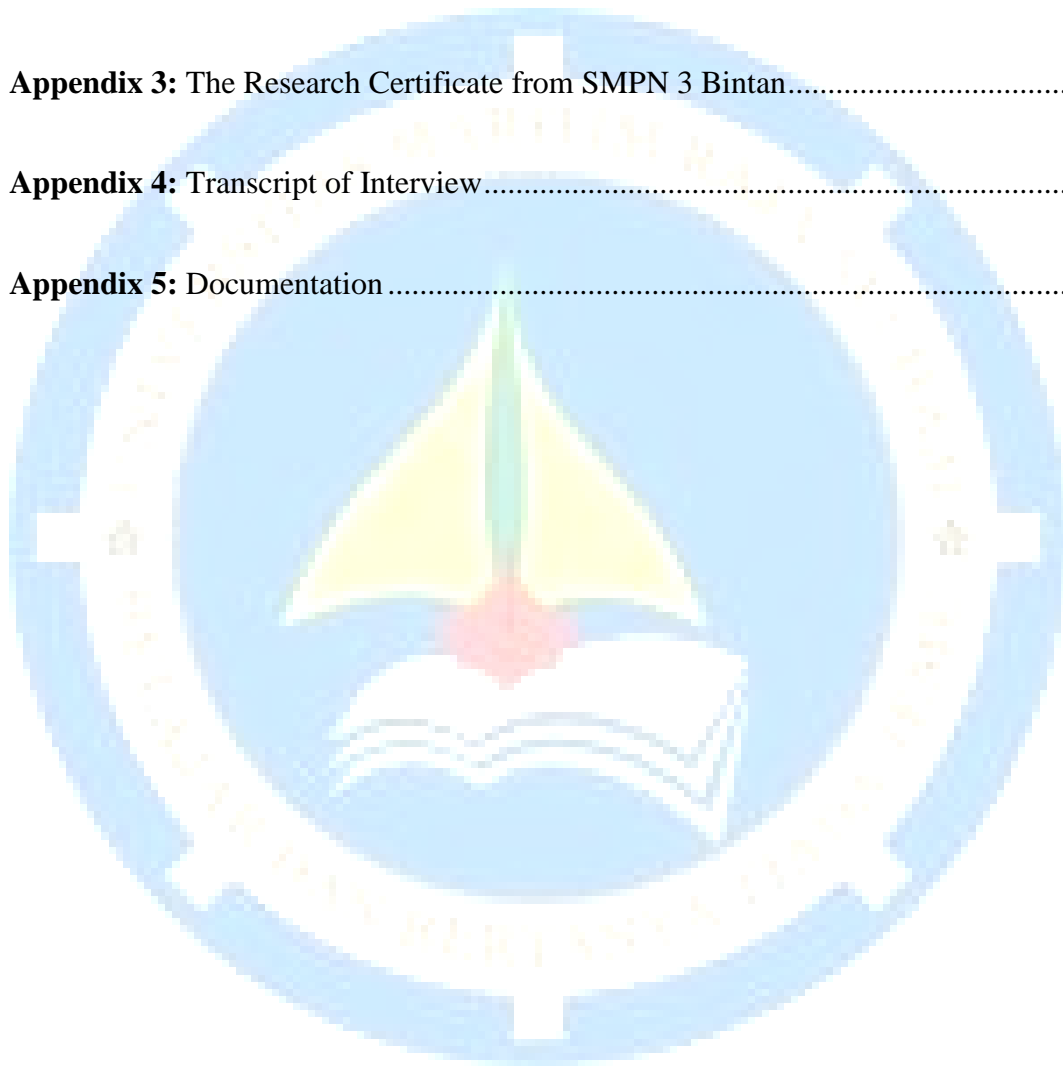 Appendix 3: The Research Certificate from SMPN 3 Bintan....................................
Appendix 4: Transcript of Interview.........................................................................
Appendix 5: Documentation.....................................................................................